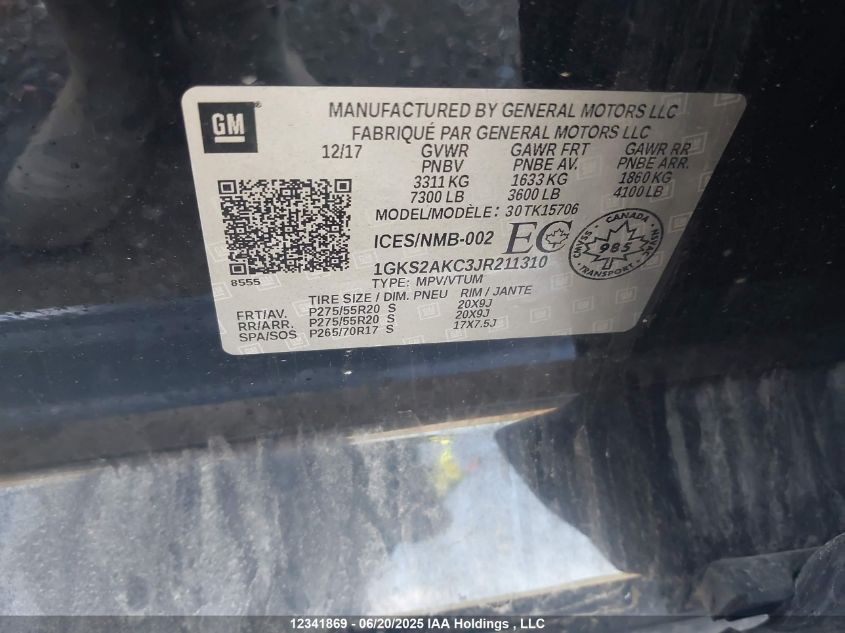 GM
MANUFACTURED BY GENERAL MOTORS LLC
FABRIQUÉ PAR GENERAL MOTORS LLC
12/17 GVWR GAWR FRT GAWR RR
PNBV PNBE AV. PNBE ARR.
3311 KG 1633 KG 1860 KG
7300 LB 3600 LB 4100 LB
MODEL/MODÈLE: 30TK15706
ICES/NMB-002 EC
CANADA
CMVSS 985 NSVAC
TRANSPORT
1GKS2AKC3JR211310
8555
TYPE: MPV/VTUM
TIRE SIZE / DIM. PNEU RIM / JANTE
FRT/AV. P275/55R20 S 20X9J
RR/ARR. P275/55R20 S 20X9J
SPA/SOS P265/70R17 S 17X7.5J
12341869 - 06/20/2025 IAA Holdings , LLC